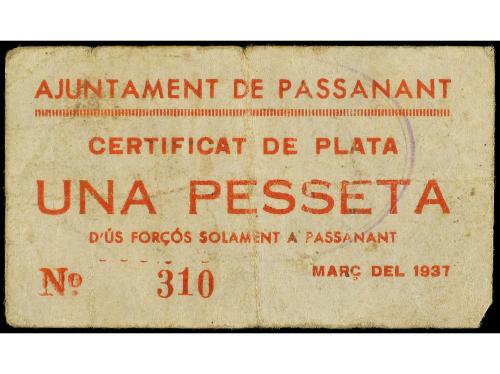 AJUNTAMENT DE PASSANANT
CERTIFICAT DE PLATA
UNA PESSETA
D'ÚS FORÇÓS SOLAMENT A PASSANANT
Nº 310
MARÇ DEL 1937